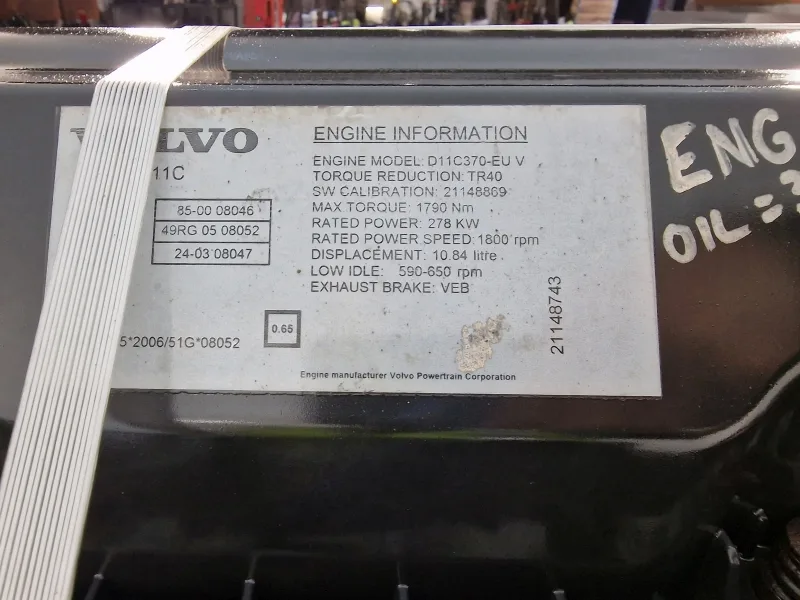 VOLVO
11C
85-00 08046
49RG 05 08052
24-03 08047
5*2006/51G*08052
0.65
ENGINE INFORMATION
ENGINE MODEL: D11C370-EU V
TORQUE REDUCTION: TR40
SW CALIBRATION: 21148869
MAX TORQUE: 1790 Nm
RATED POWER: 278 KW
RATED POWER SPEED: 1800 rpm
DISPLACEMENT: 10.84 litre
LOW IDLE: 590-650 rpm
EXHAUST BRAKE: VEB
21148743
Engine manufacturer Volvo Powertrain Corporation
ENG
OIL=